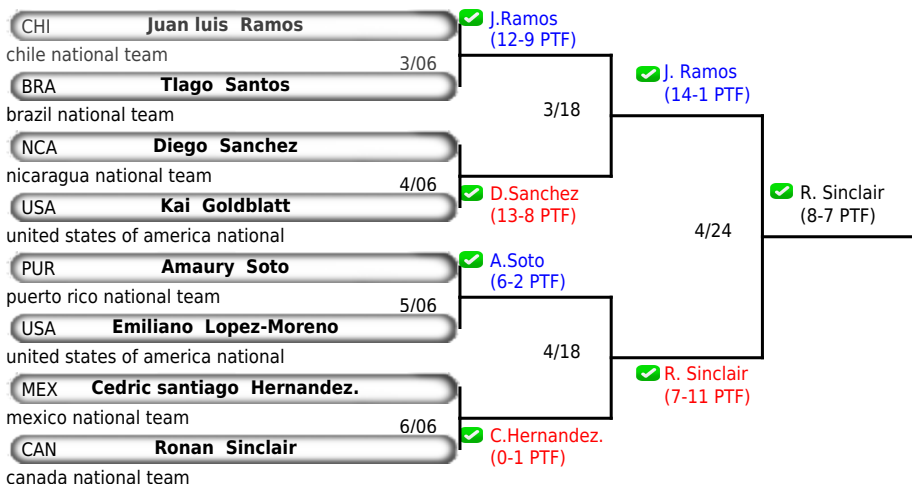 CHI Juan luis Ramos
chile national team
3/06
BRA TIago Santos
brazil national team
NCA Diego Sanchez
nicaragua national team
4/06
USA Kai Goldblatt
united states of america national
PUR Amaury Soto
puerto rico national team
5/06
USA Emiliano Lopez-Moreno
united states of america national
MEX Cedric santiago Hernandez.
mexico national team
6/06
CAN Ronan Sinclair
canada national team
J.Ramos
(12-9 PTF)
3/18
D.Sanchez
(13-8 PTF)
A.Soto
(6-2 PTF)
4/18
C.Hernandez.
(0-1 PTF)
J. Ramos
(14-1 PTF)
4/24
R. Sinclair
(7-11 PTF)
R. Sinclair
(8-7 PTF)